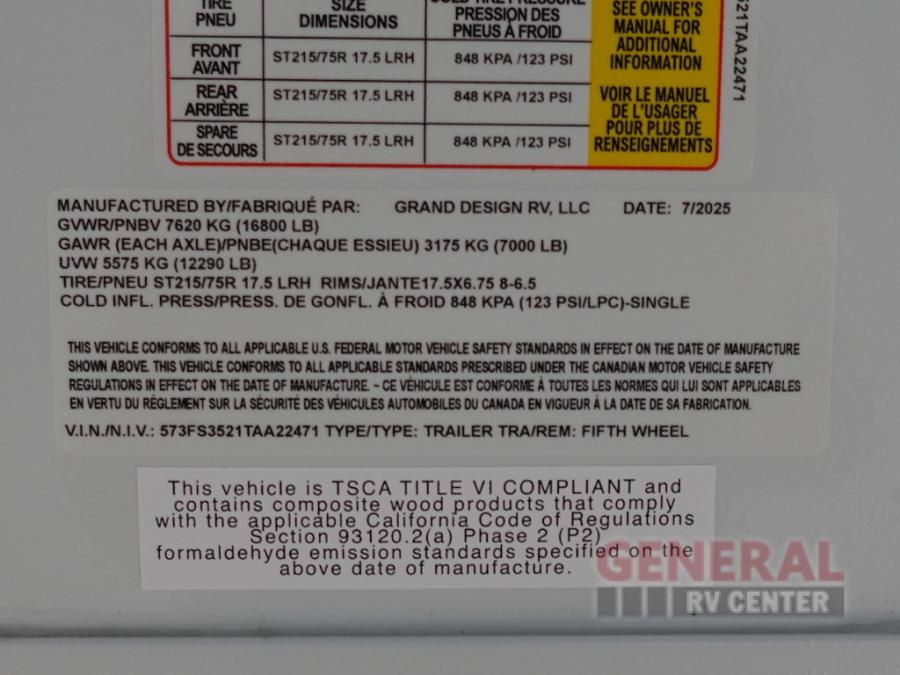 TIRE SIZE COLD TIRE PRESSURE SEE OWNER'S
PNEU DIMENSIONS PRESSION DES MANUAL FOR
PNEUS À FROID ADDITIONAL
INFORMATION
FRONT ST215/75R 17.5 LRH 848 KPA /123 PSI
AVANT
REAR ST215/75R 17.5 LRH 848 KPA /123 PSI VOIR LE MANUEL
ARRIÈRE DE L'USAGER
SPARE ST215/75R 17.5 LRH 848 KPA /123 PSI POUR PLUS DE
DE SECOURS RENSEIGNEMENTS
521TAA22471
MANUFACTURED BY/FABRIQUÉ PAR: GRAND DESIGN RV, LLC DATE: 7/2025
GVWR/PNBV 7620 KG (16800 LB)
GAWR (EACH AXLE)/PNBE(CHAQUE ESSIEU) 3175 KG (7000 LB)
UVW 5575 KG (12290 LB)
TIRE/PNEU ST215/75R 17.5 LRH RIMS/JANTE17.5X6.75 8-6.5
COLD INFL. PRESS/PRESS. DE GONFL. À FROID 848 KPA (123 PSI/LPC)-SINGLE
THIS VEHICLE CONFORMS TO ALL APPLICABLE U.S. FEDERAL MOTOR VEHICLE SAFETY STANDARDS IN EFFECT ON THE DATE OF MANUFACTURE
SHOWN ABOVE. THIS VEHICLE CONFORMS TO ALL APPLICABLE STANDARDS PRESCRIBED UNDER THE CANADIAN MOTOR VEHICLE SAFETY
REGULATIONS IN EFFECT ON THE DATE OF MANUFACTURE. ~ CE VÉHICULE EST CONFORME À TOUTES LES NORMES QUI LUI SONT APPLICABLES
EN VERTU DU RÉGLEMENT SUR LA SÉCURITÉ DES VÉHICULES AUTOMOBILES DU CANADA EN VIGUEUR À LA DATE DE SA FABRICATION.
V.I.N./N.I.V.: 573FS3521TAA22471 TYPE/TYPE: TRAILER TRA/REM: FIFTH WHEEL
This vehicle is TSCA TITLE VI COMPLIANT and
contains composite wood products that comply
with the applicable California Code of Regulations
Section 93120.2(a) Phase 2 (P2)
formaldehyde emission standards specified on the
above date of manufacture.
GENERAL
RV CENTER